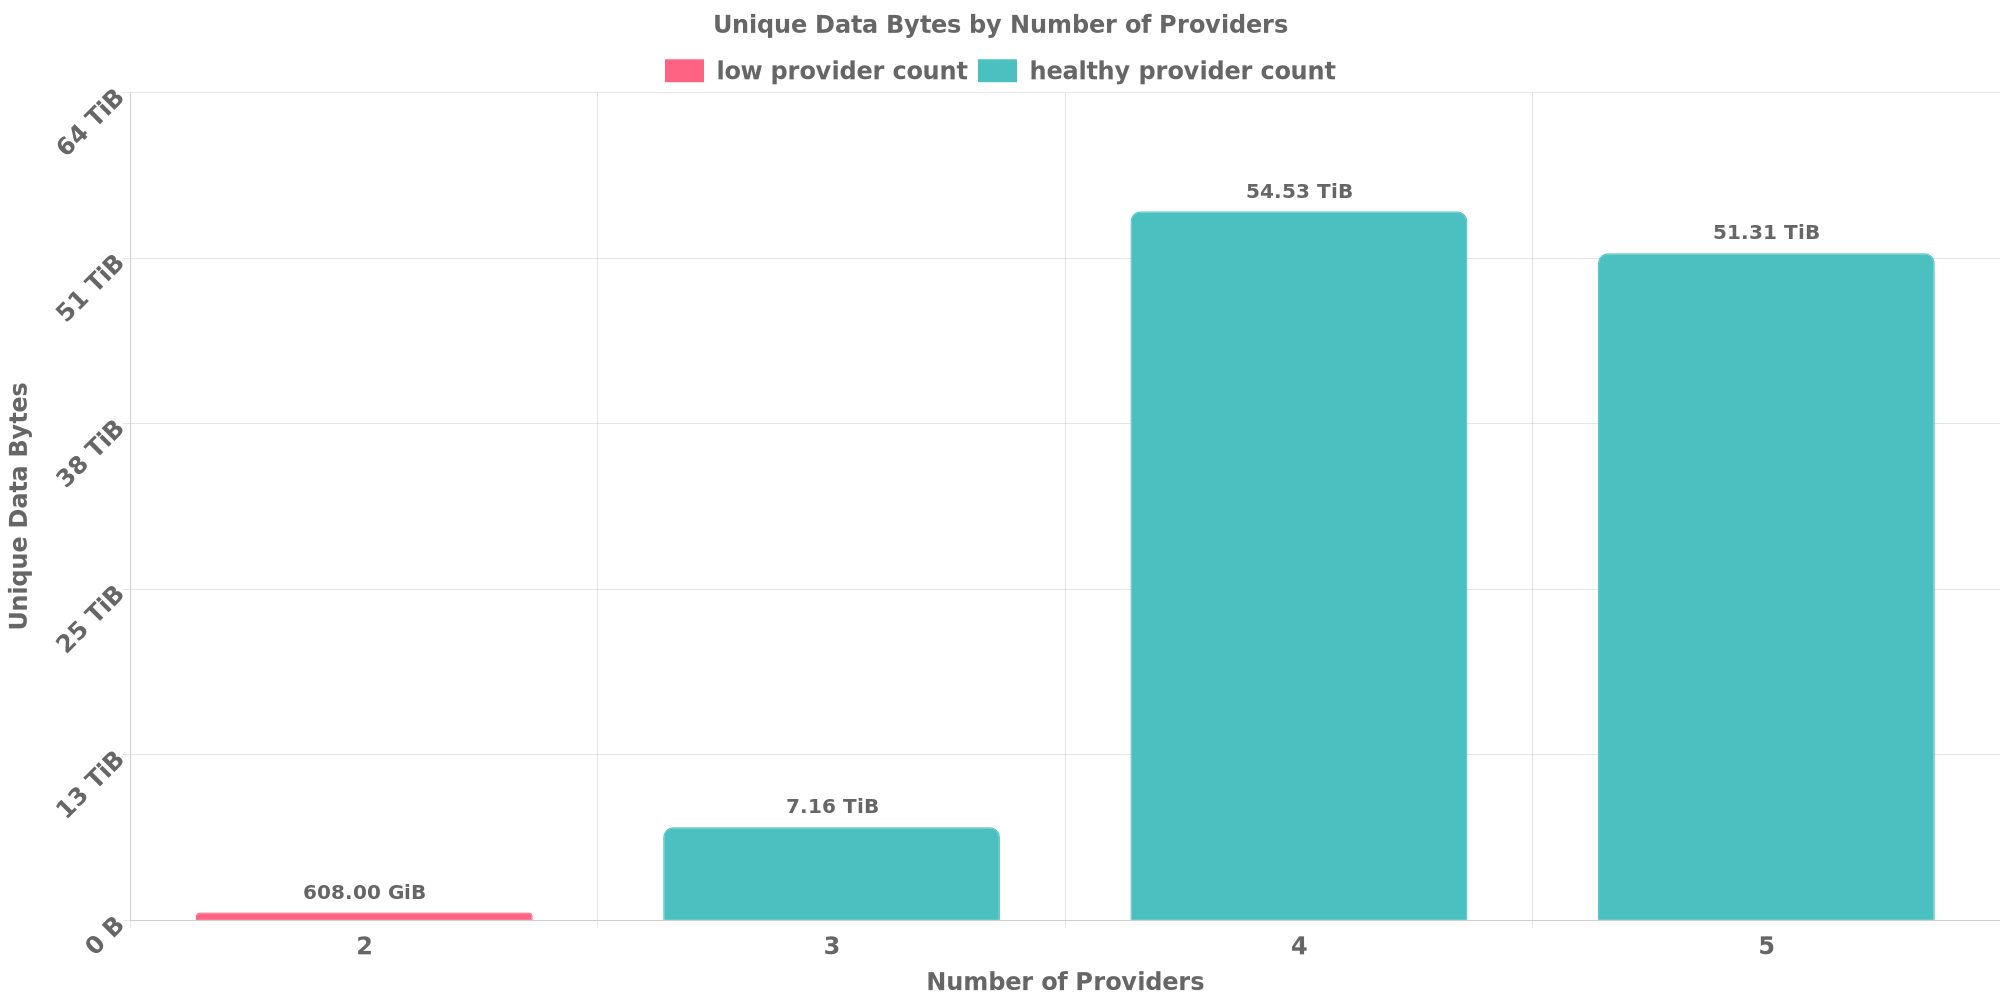 Unique Data Bytes by Number of Providers
low provider count
healthy provider count
64 TiB
51 TiB
38 TiB
25 TiB
13 TiB
0 B
Unique Data Bytes
608.00 GiB
7.16 TiB
54.53 TiB
51.31 TiB
2
3
4
5
Number of Providers